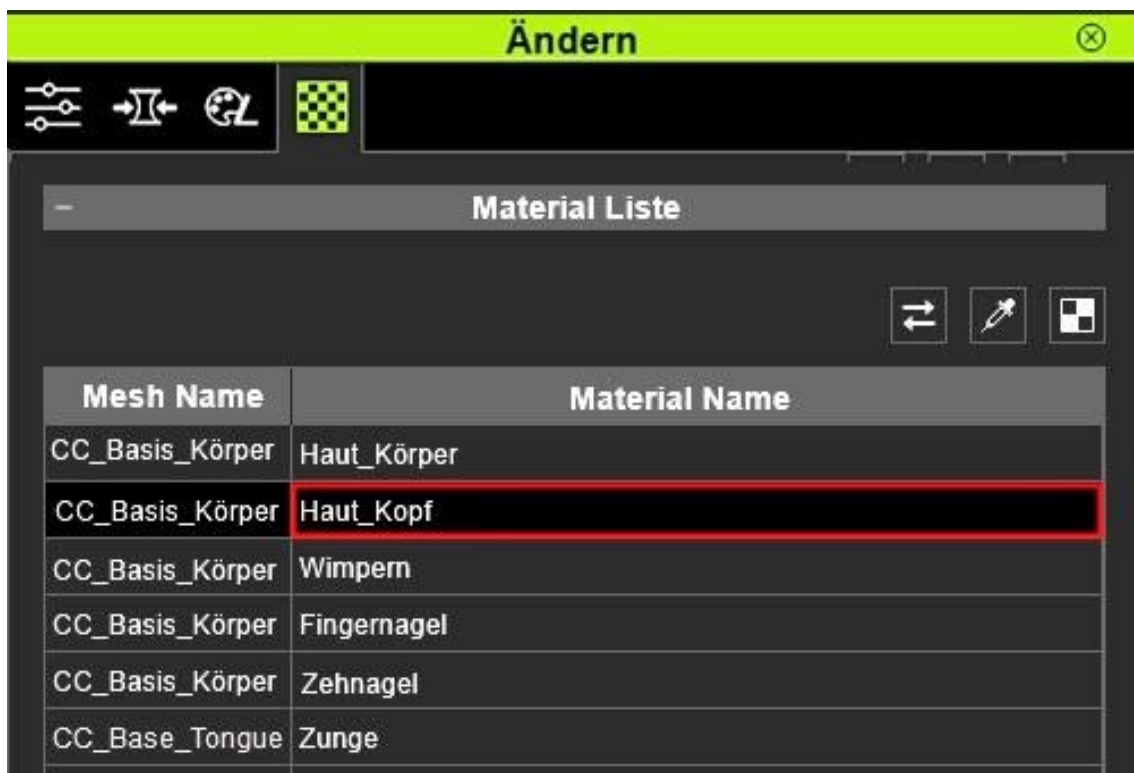 Ändern
Material Liste
Mesh Name Material Name
CC_Basis_Körper Haut_Körper
CC_Basis_Körper Haut_Kopf
CC_Basis_Körper Wimpern
CC_Basis_Körper Fingernagel
CC_Basis_Körper Zehnagel
CC_Base_Tongue Zunge